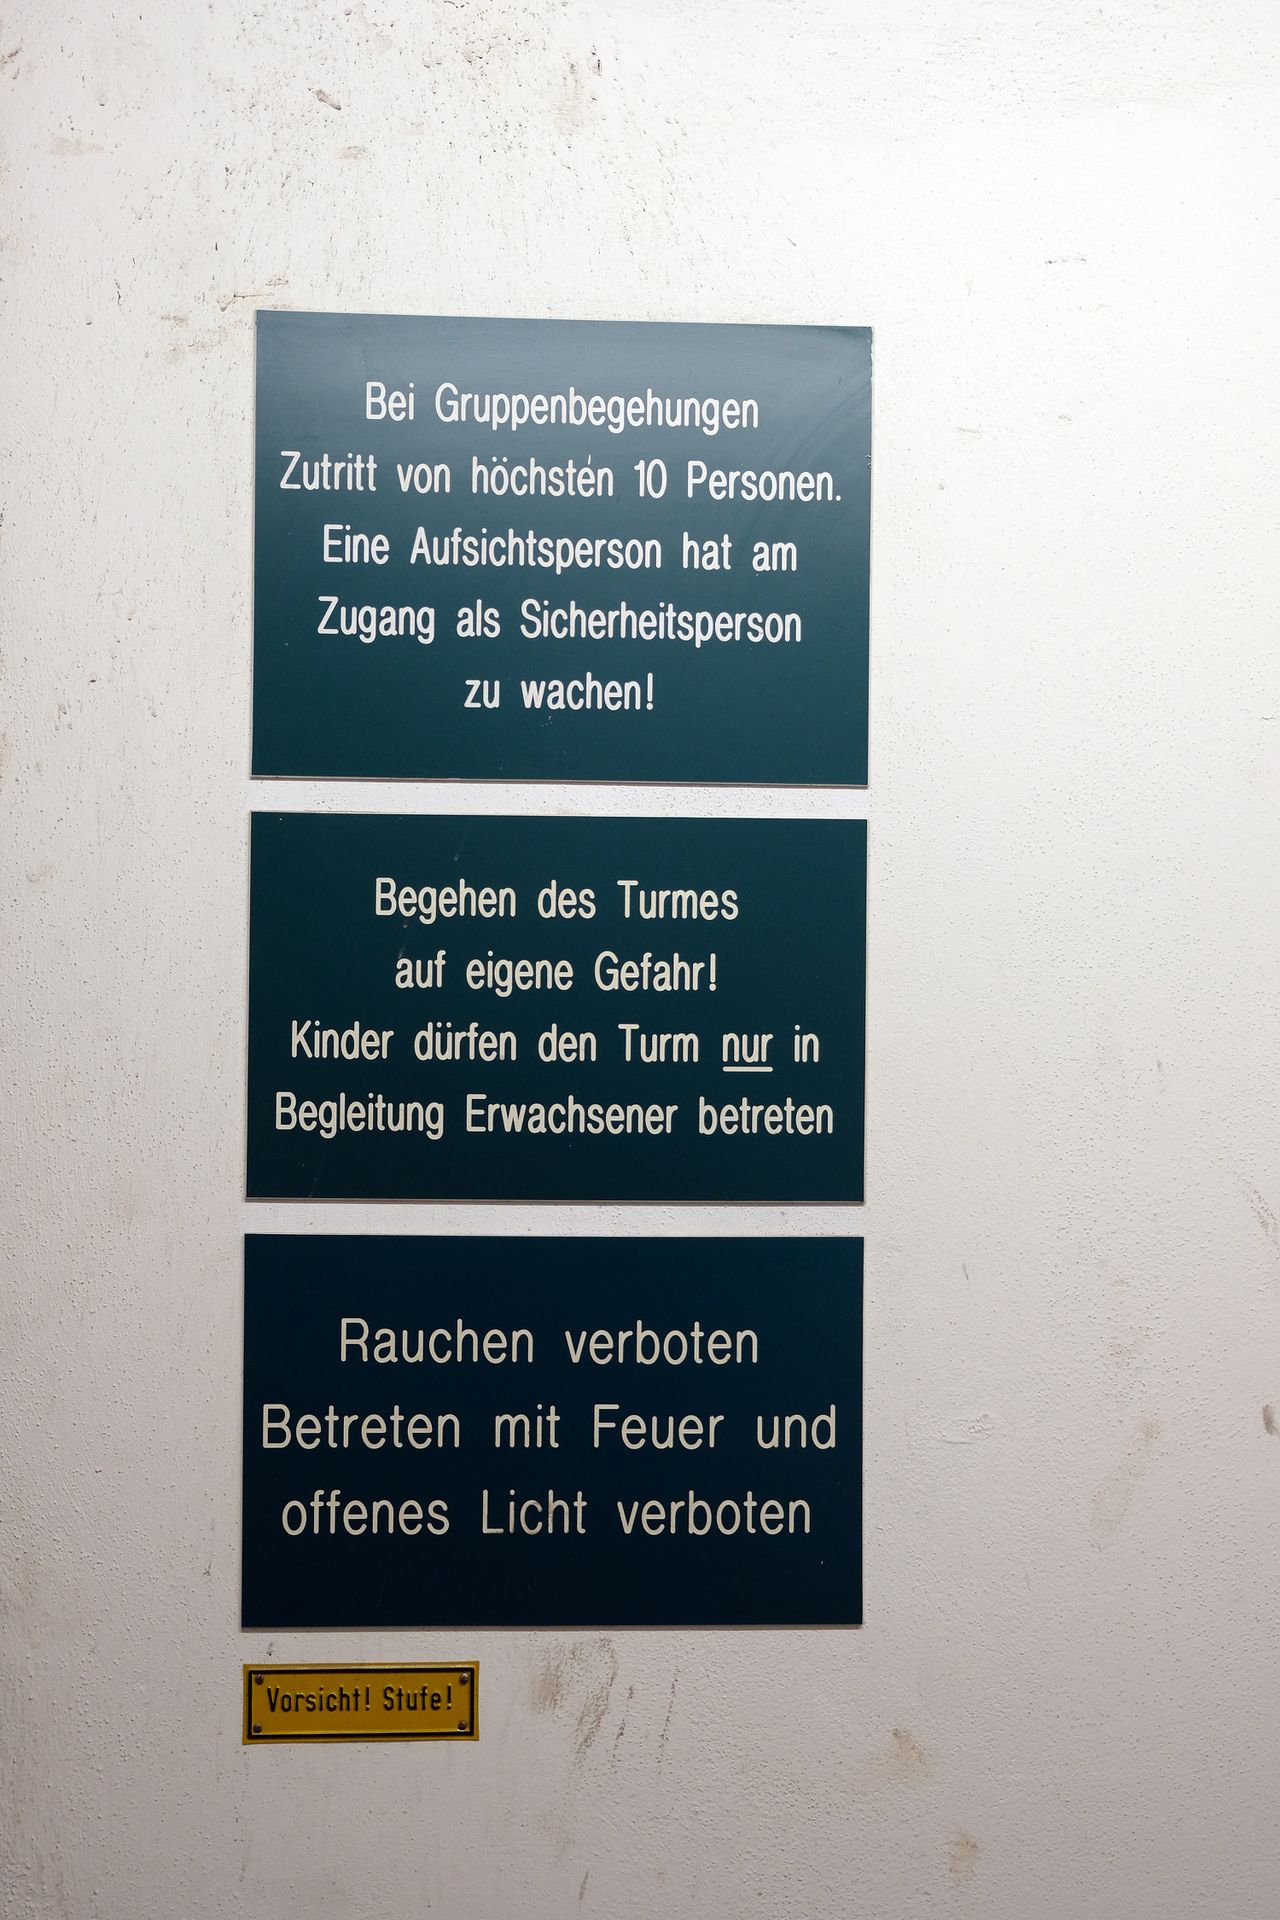 Bei Gruppenbegehungen
Zutritt von höchsten 10 Personen.
Eine Aufsichtsperson hat am
Zugang als Sicherheitsperson
zu wachen!
Begehen des Turmes
auf eigene Gefahr!
Kinder dürfen den Turm nur in
Begleitung Erwachsener betreten
Rauchen verboten
Betreten mit Feuer und
offenes Licht verboten
Vorsicht! Stufe!